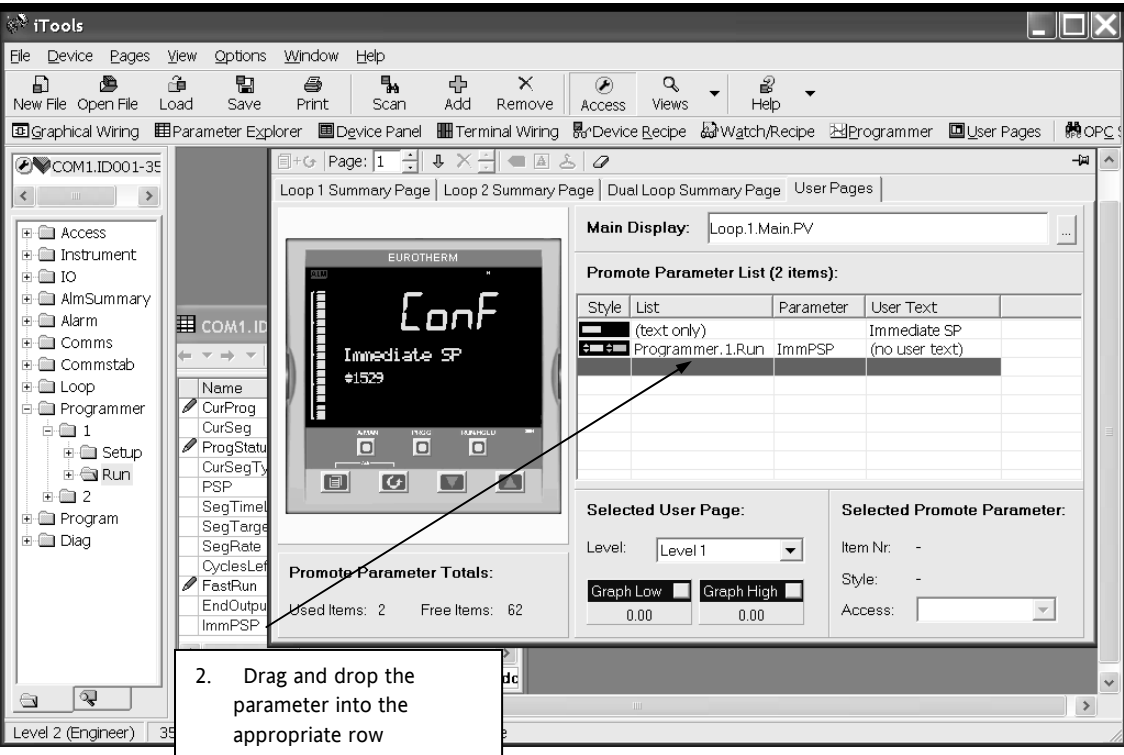 iTools
File Device Pages View Options Window Help
New File Open File Load Save Print Scan Add Remove Access Views Help
Graphical Wiring Parameter Explorer Device Panel Terminal Wiring Device Recipe Watch/Recipe Programmer User Pages OPC
COM1.ID001-35
Page: 1
Loop 1 Summary Page Loop 2 Summary Page Dual Loop Summary Page User Pages
Main Display: Loop.1.Main.PV ...
Promote Parameter List (2 items):
Style List Parameter User Text
(text only) Immediate SP
Programmer.1.Run ImmPSP (no user text)
EUROTHERM
ALM
Conf
Immediate SP
1529
A/MAN PROG RUN/HOLD
Access
Instrument
IO
AlmSummary
Alarm
Comms
Commstab
Loop
Programmer
1
Setup
Run
2
Program
Diag
COM1.ID
Name
CurProg
CurSeg
ProgStatu
CurSegTy
PSP
SegTimeL
SegTarge
SegRate
CyclesLef
FastRun
EndOutpu
ImmPSP
Promote Parameter Totals:
Used Items: 2 Free Items: 62
Selected User Page:
Level: Level 1
Graph Low Graph High
0.00 0.00
Selected Promote Parameter:
Item Nr: -
Style: -
Access:
2. Drag and drop the
parameter into the
appropriate row
Level 2 (Engineer) 35